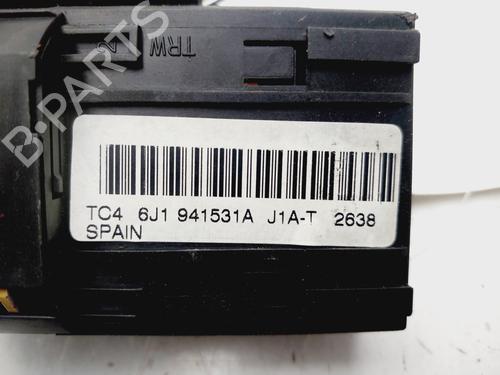 TRW
B-PARTS
TC4 6J1 941531A J1A-T 2638
SPAIN